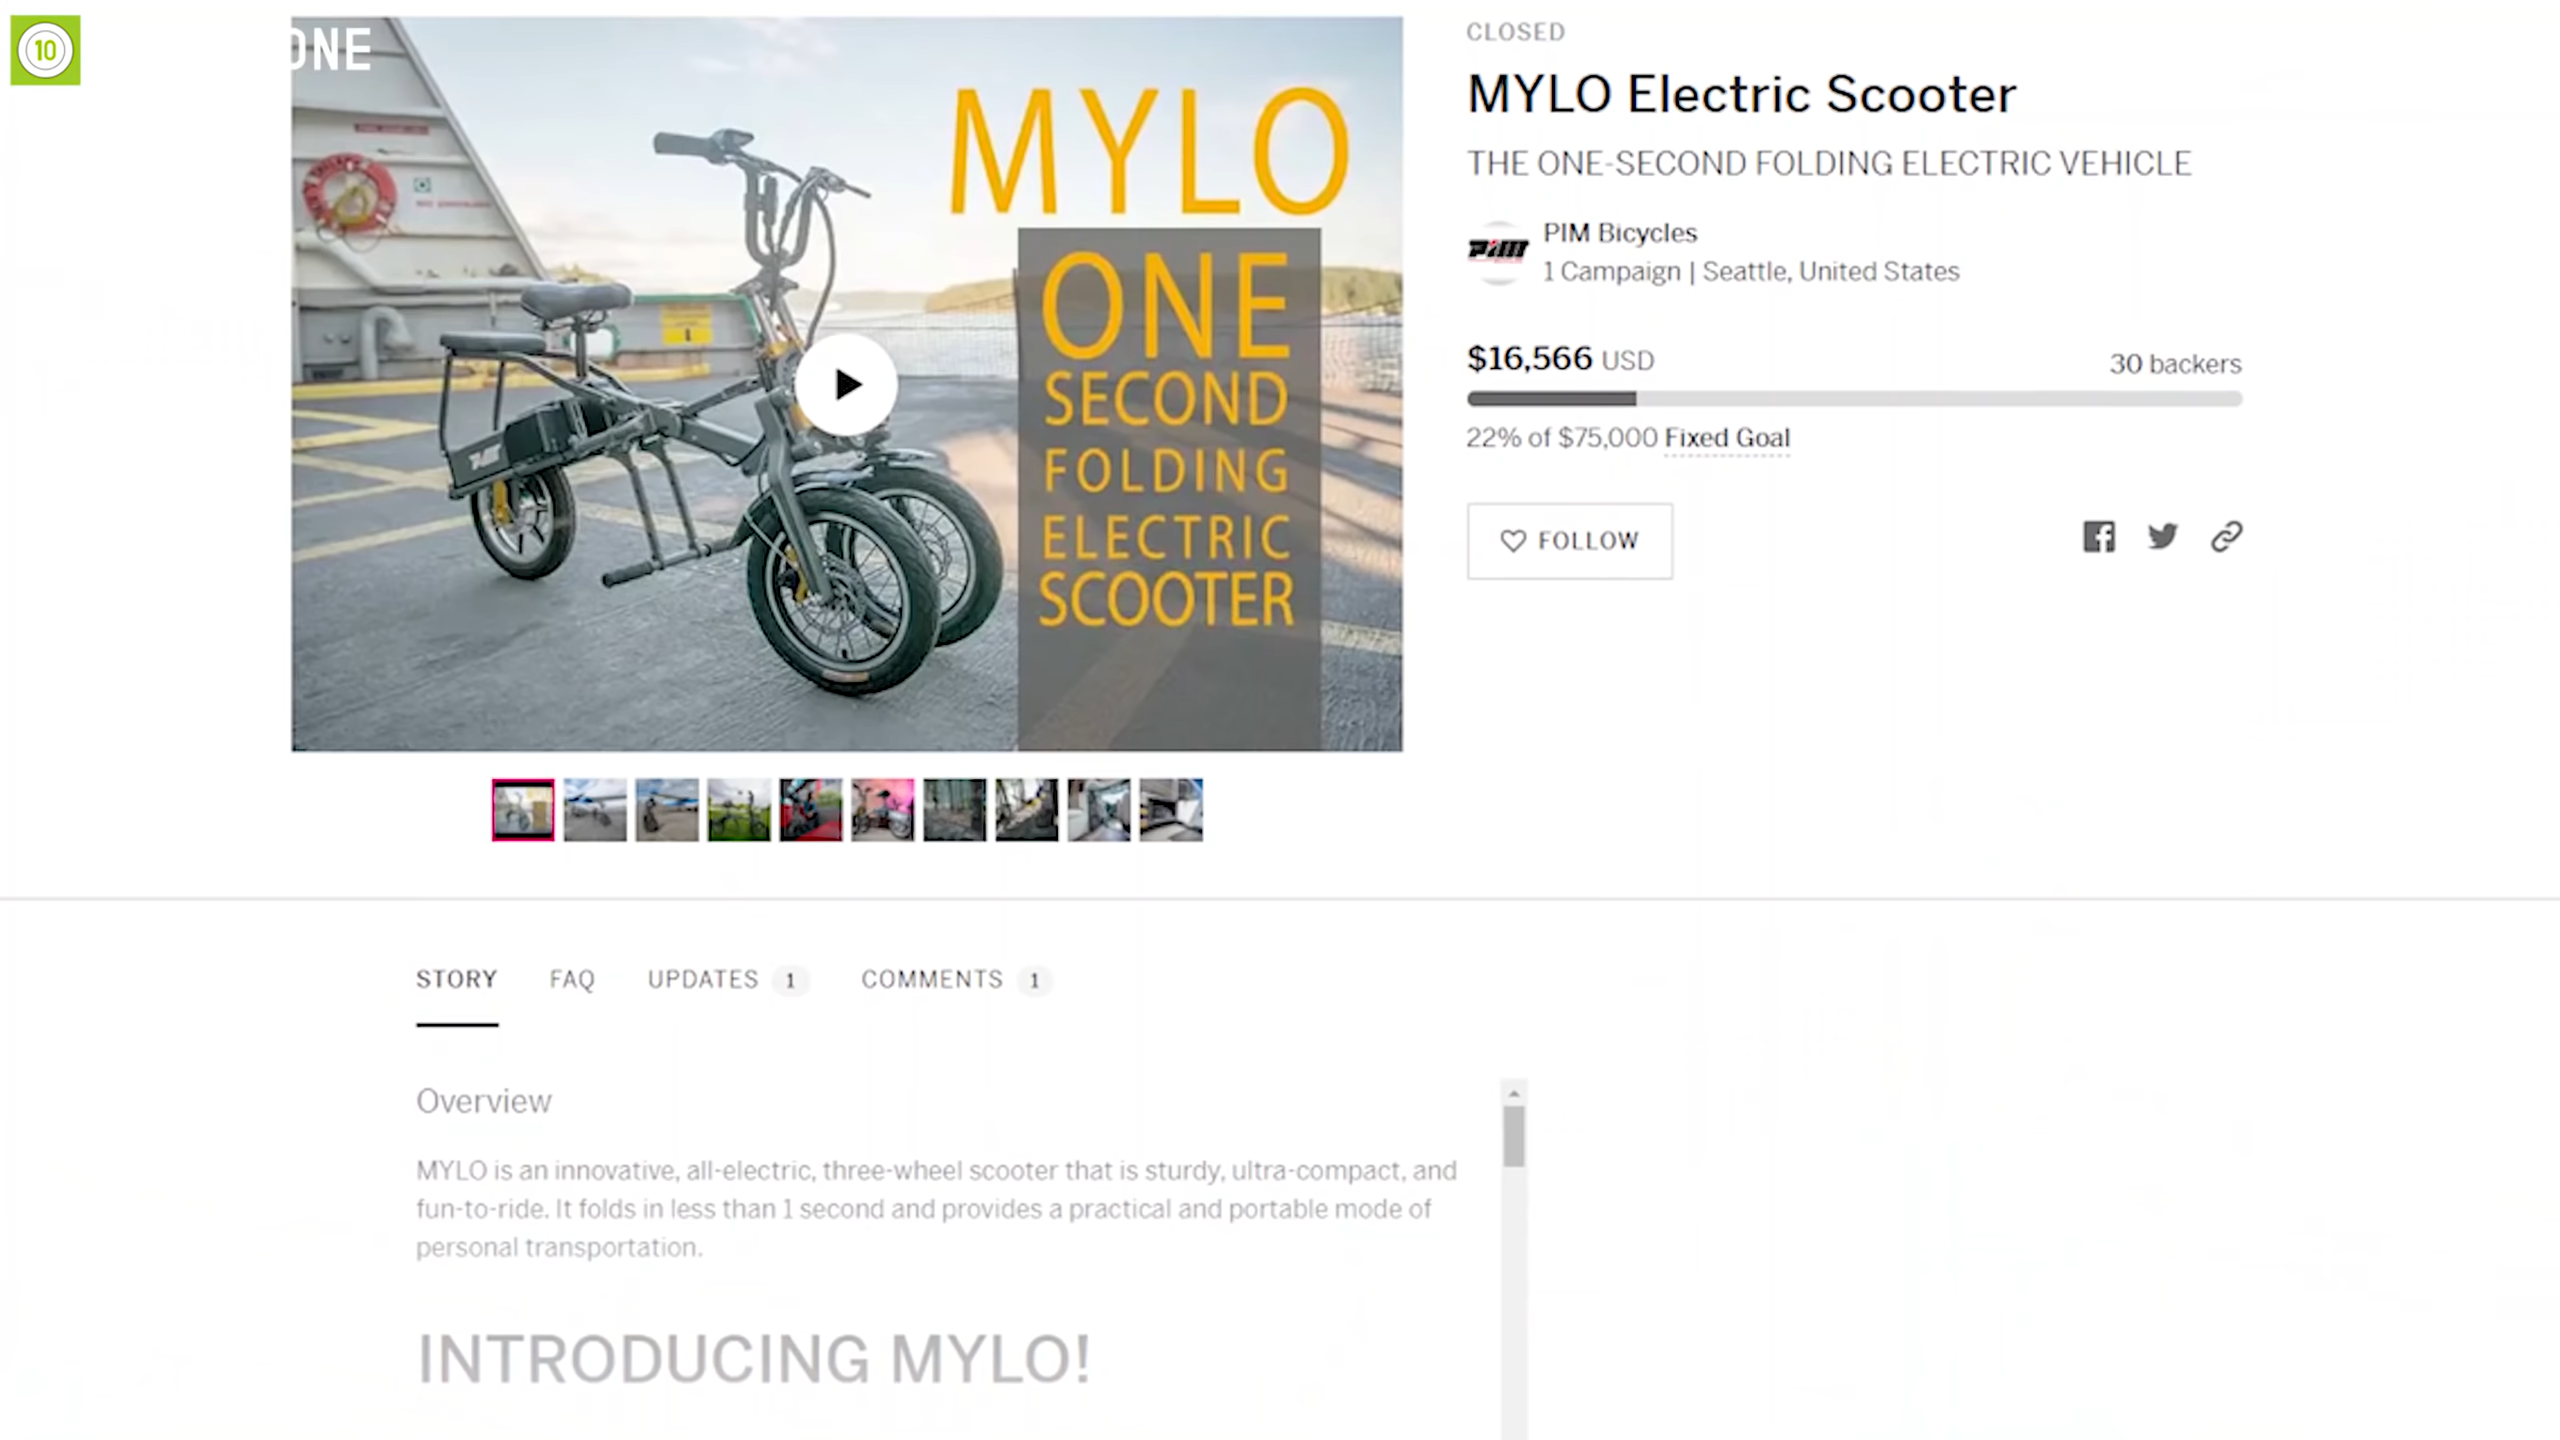 10
ONE
MYLO
ONE
SECOND
FOLDING
ELECTRIC
SCOOTER
CLOSED
MYLO Electric Scooter
THE ONE-SECOND FOLDING ELECTRIC VEHICLE
PIM
PIM Bicycles
1 Campaign | Seattle, United States
$16,566 USD
30 backers
22% of $75,000 Fixed Goal
FOLLOW
STORY FAQ UPDATES 1 COMMENTS 1
Overview
MYLO is an innovative, all-electric, three-wheel scooter that is sturdy, ultra-compact, and
fun-to-ride. It folds in less than 1 second and provides a practical and portable mode of
personal transportation.
INTRODUCING MYLO!